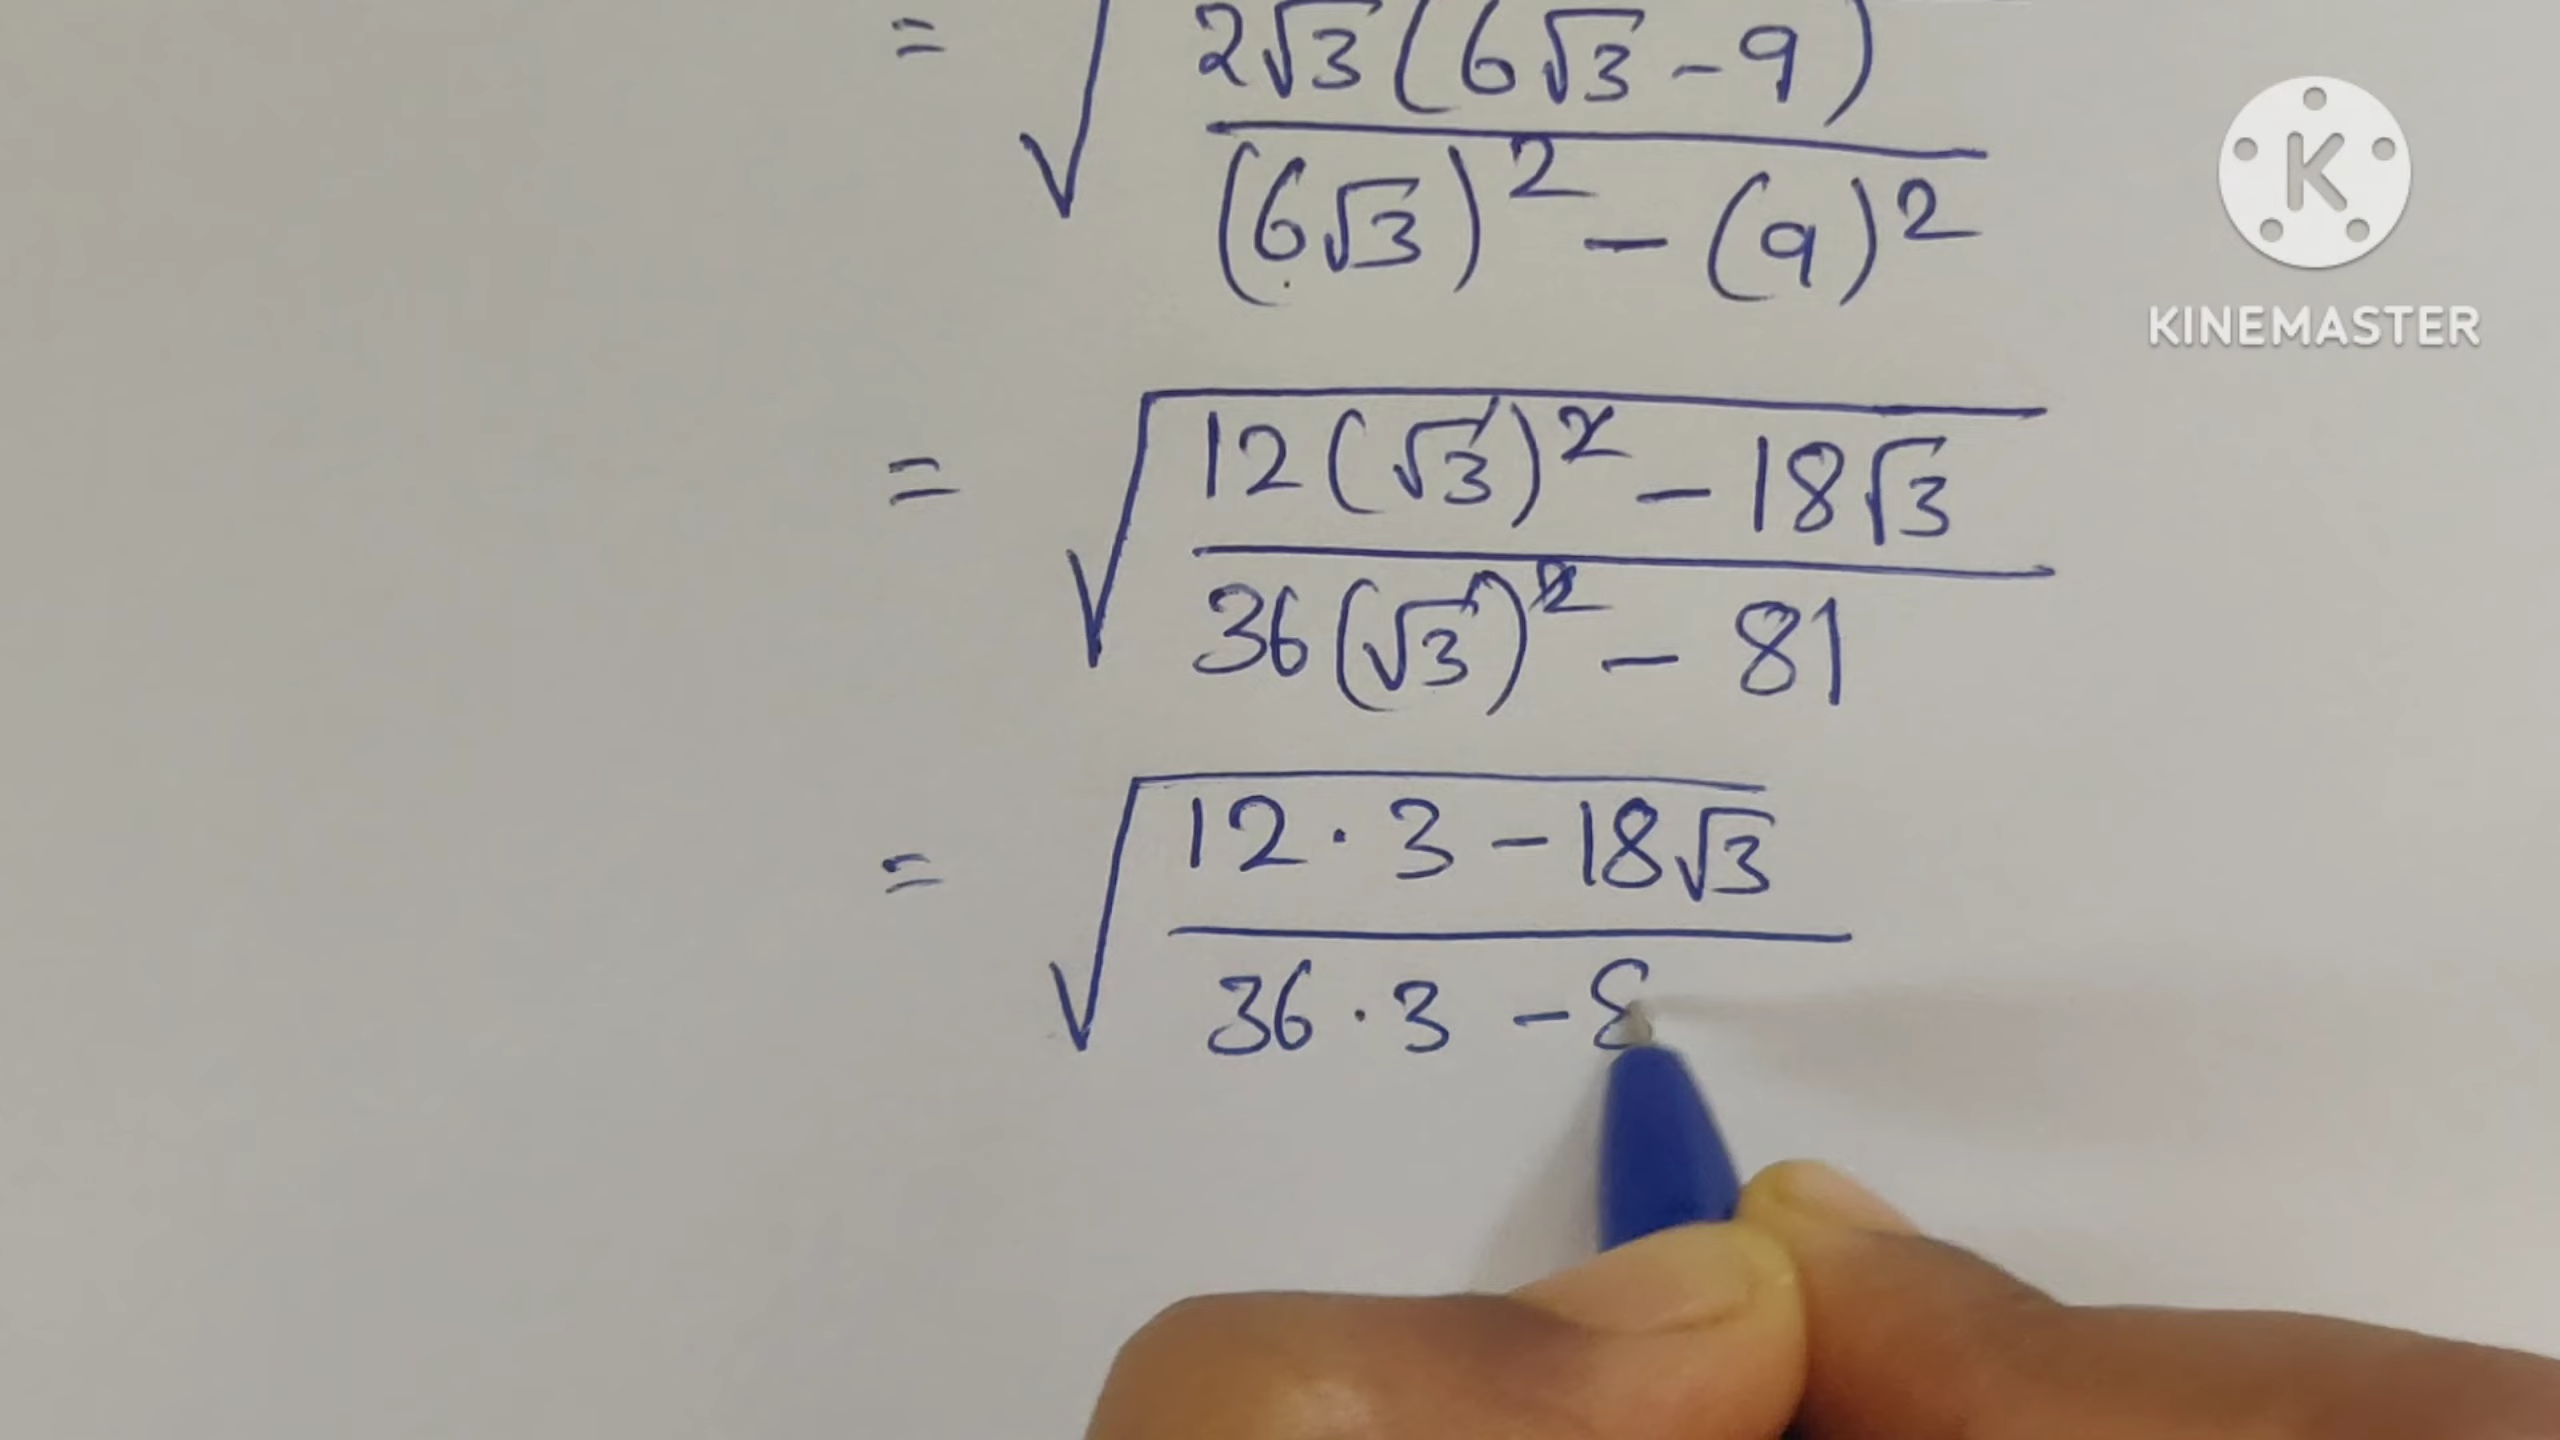 = √ 2√3(6√3-9)
(6√3)² - (9)²
KINEMASTER
= √ 12(√3)² - 18√3
36(√3)² - 81
= √ 12·3-18√3
36·3 -8